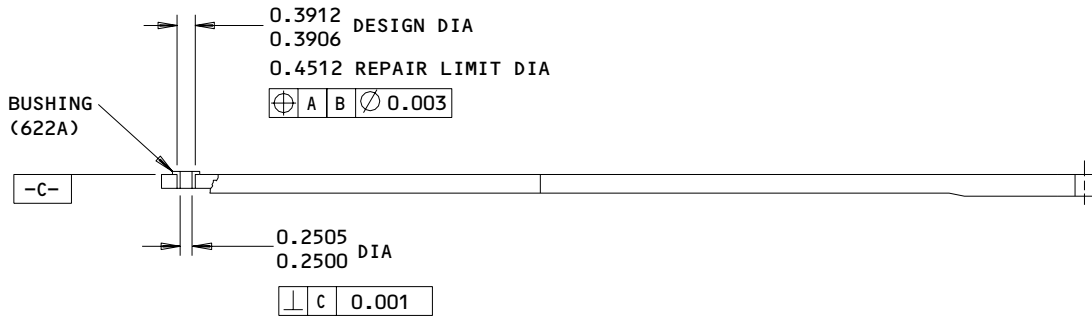 0.3912
0.3906 DESIGN DIA
0.4512 REPAIR LIMIT DIA
⌖ A B ∅ 0.003
BUSHING
(622A)
-C-
0.2505
0.2500 DIA
⊥ C 0.001